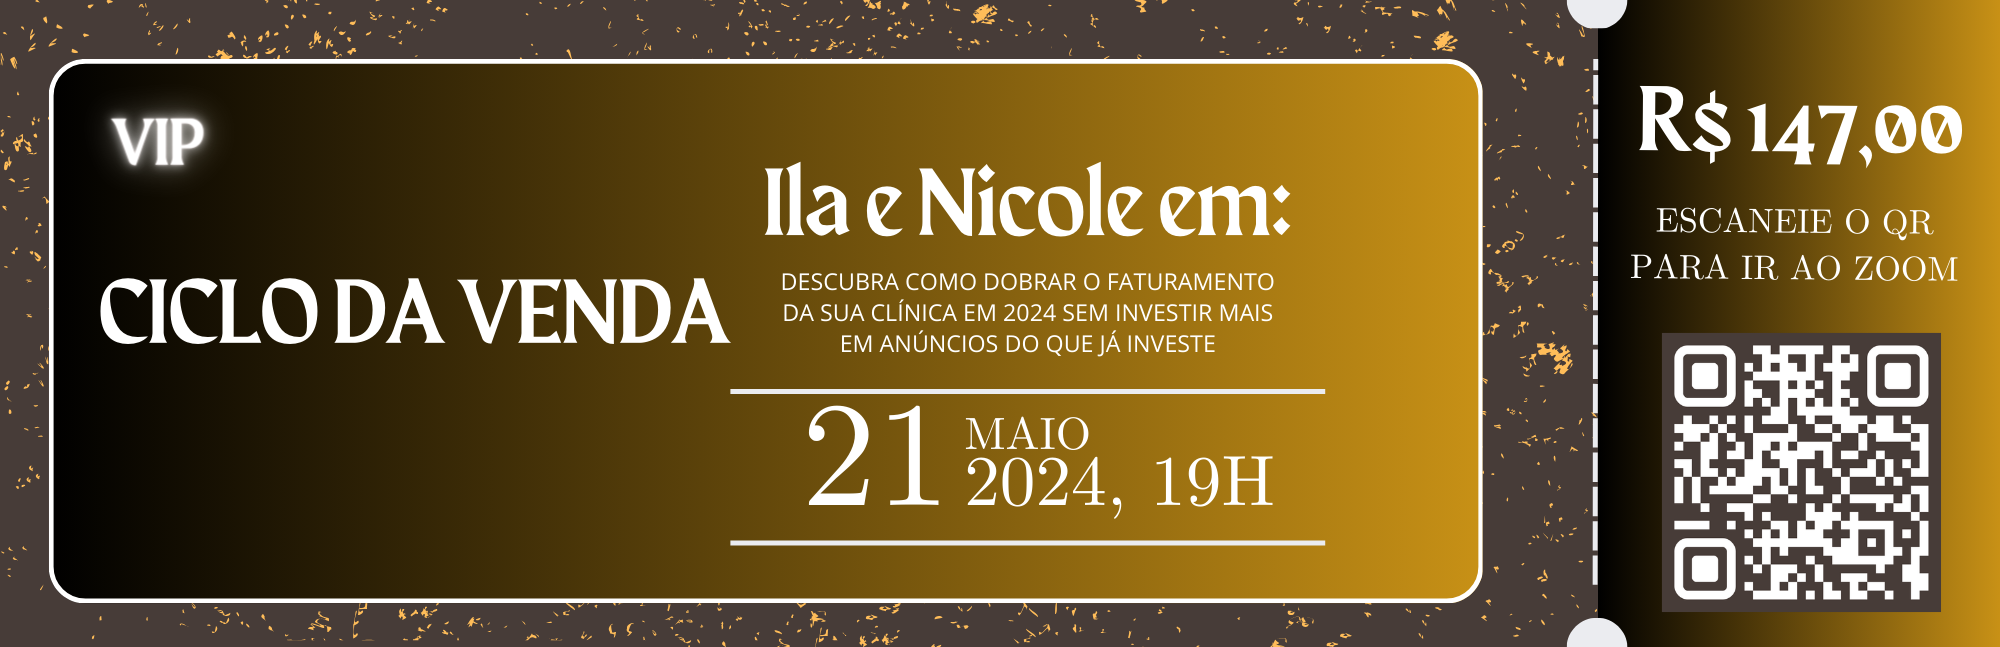 VIP
CICLO DA VENDA
Ila e Nicole em:
DESCUBRA COMO DOBRAR O FATURAMENTO
DA SUA CLÍNICA EM 2024 SEM INVESTIR MAIS
EM ANÚNCIOS DO QUE JÁ INVESTE
21 MAIO
2024, 19H
R$ 147,00
ESCANEIE O QR
PARA IR AO ZOOM